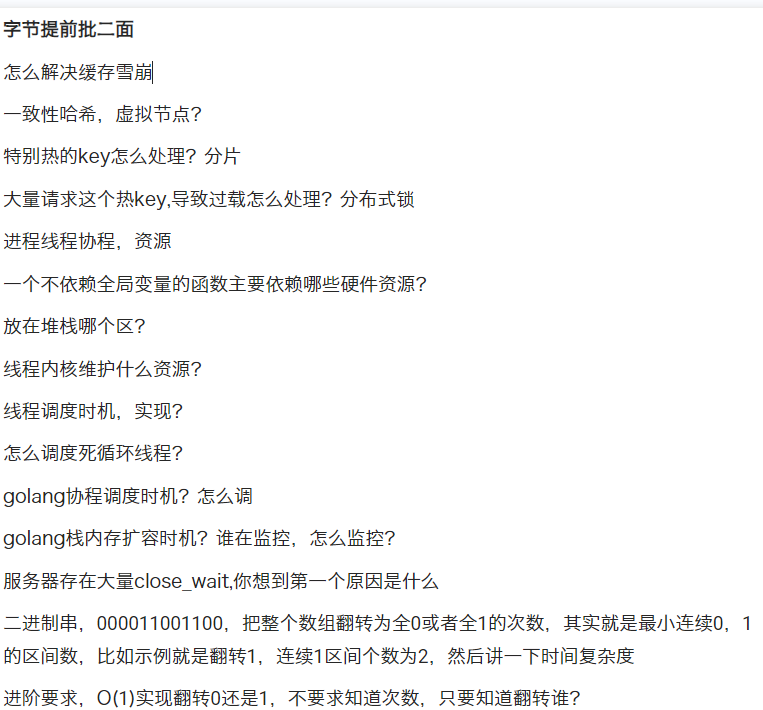 字节提前批二面
怎么解决缓存雪崩
一致性哈希，虚拟节点？
特别热的key怎么处理？分片
大量请求这个热key,导致过载怎么处理？分布式锁
进程线程协程，资源
一个不依赖全局变量的函数主要依赖哪些硬件资源？
放在堆栈哪个区？
线程内核维护什么资源？
线程调度时机，实现？
怎么调度死循环线程？
golang协程调度时机？怎么调
golang栈内存扩容时机？谁在监控，怎么监控？
服务器存在大量close_wait,你想到第一个原因是什么
二进制串，000011001100，把整个数组翻转为全0或者全1的次数，其实就是最小连续0，1
的区间数，比如示例就是翻转1，连续1区间个数为2，然后讲一下时间复杂度
进阶要求，O(1)实现翻转0还是1，不要求知道次数，只要知道翻转谁？